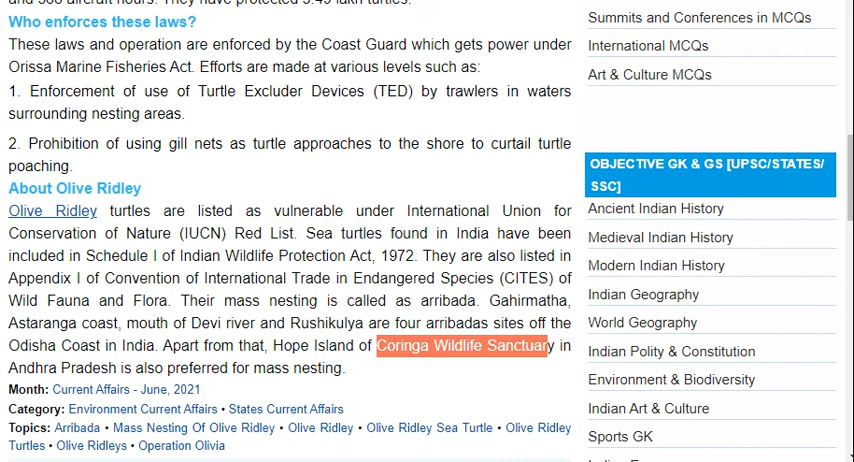 Who enforces these laws?
These laws and operation are enforced by the Coast Guard which gets power under
Orissa Marine Fisheries Act. Efforts are made at various levels such as:
1. Enforcement of use of Turtle Excluder Devices (TED) by trawlers in waters
surrounding nesting areas.
2. Prohibition of using gill nets as turtle approaches to the shore to curtail turtle
poaching.
About Olive Ridley
Olive Ridley turtles are listed as vulnerable under International Union for
Conservation of Nature (IUCN) Red List. Sea turtles found in India have been
included in Schedule I of Indian Wildlife Protection Act, 1972. They are also listed in
Appendix I of Convention of International Trade in Endangered Species (CITES) of
Wild Fauna and Flora. Their mass nesting is called as arribada. Gahirmatha,
Astaranga coast, mouth of Devi river and Rushikulya are four arribadas sites off the
Odisha Coast in India. Apart from that, Hope Island of Coringa Wildlife Sanctuary in
Andhra Pradesh is also preferred for mass nesting.
Month: Current Affairs - June, 2021
Category: Environment Current Affairs • States Current Affairs
Topics: Arribada • Mass Nesting Of Olive Ridley • Olive Ridley • Olive Ridley Sea Turtle • Olive Ridley
Turtles • Olive Ridleys • Operation Olivia
Summits and Conferences in MCQs
International MCQs
Art & Culture MCQs
OBJECTIVE GK & GS [UPSC/STATES/
SSC]
Ancient Indian History
Medieval Indian History
Modern Indian History
Indian Geography
World Geography
Indian Polity & Constitution
Environment & Biodiversity
Indian Art & Culture
Sports GK